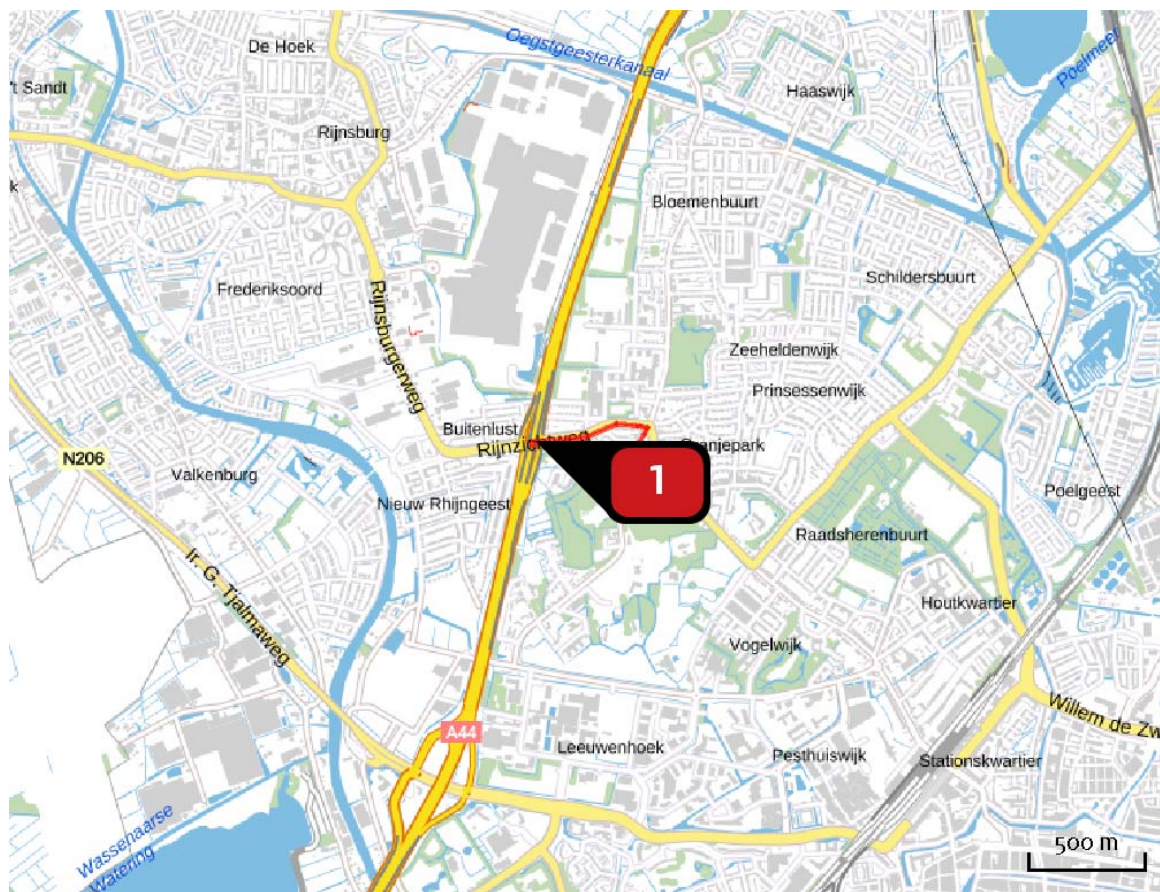 De Hoek
Oegstgeesterkanaal
Poelmeer
't Sandt
Haaswijk
Rijnsburg
k
Bloemenbuurt
Schildersbuurt
Frederiksoord
Rijnsburgerweg
Zeeheldenwijk
Prinsessenwijk
Buitenlust
Rijnzichtweg
Oranjepark
N206
Valkenburg
1
Poelgeest
Nieuw Rhijngeest
Raadsherenbuurt
Ir. G. Tjalmaweg
Houtkwartier
Vogelwijk
Willem de Zw
A44
Leeuwenhoek
Pesthuiswijk
Stationskwartier
Wassenaarse
Watering
500 m